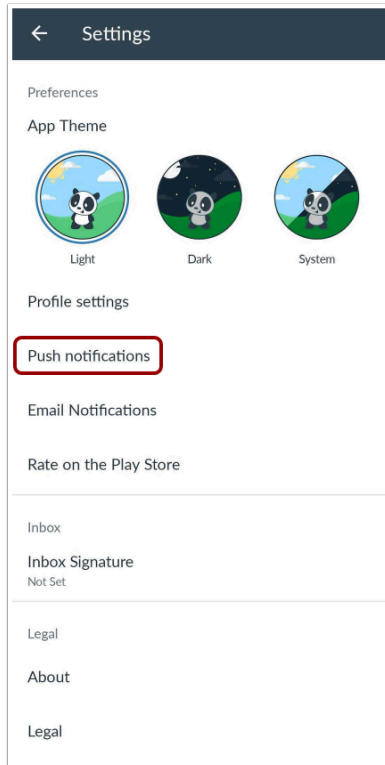 Settings
Preferences
App Theme
Light Dark System
Profile settings
Push notifications
Email Notifications
Rate on the Play Store
Inbox
Inbox Signature
Not Set
Legal
About
Legal